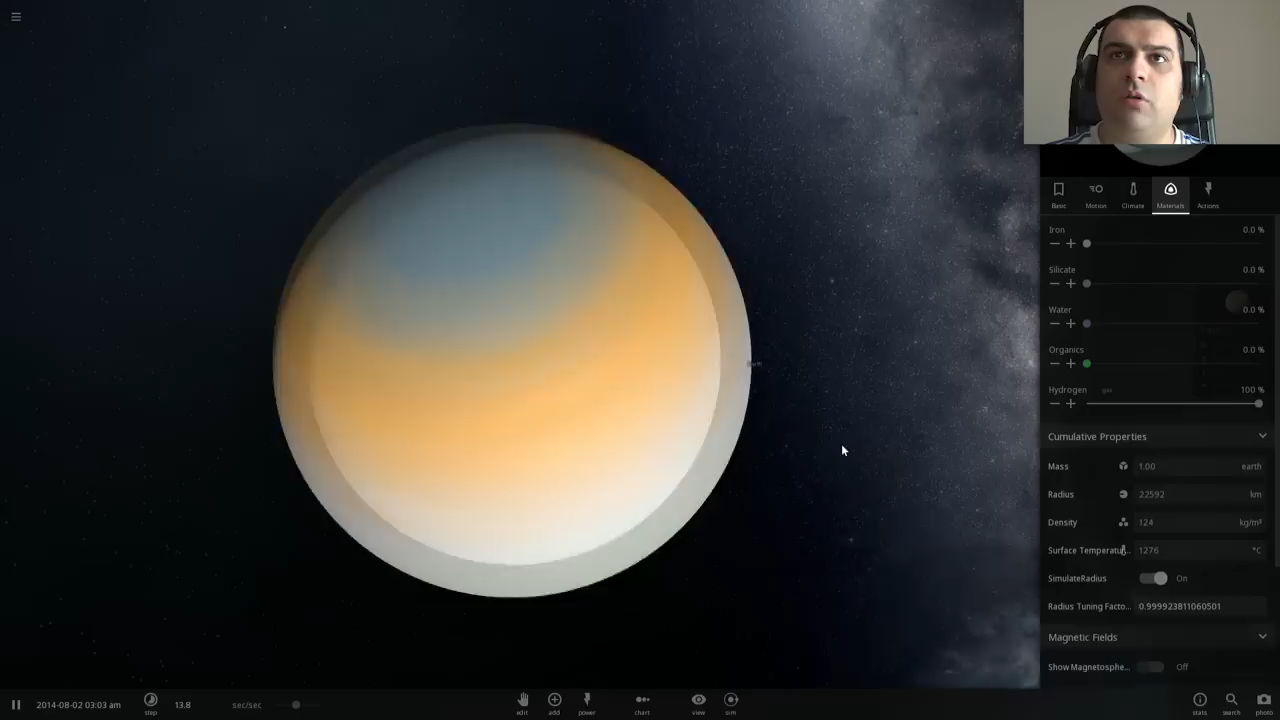 Basic
Motion
Climate
Materials
Actions
Iron 0.0 %
Silicate 0.0 %
Water 0.0 %
Organics 0.0 %
Hydrogen gas 100 %
Cumulative Properties
Mass 1.00 earth
Radius 22592 km
Density 124 kg/m³
Surface Temperatu... 1276 °C
SimulateRadius On
Radius Tuning Facto... 0.999923811060501
Magnetic Fields
Show Magnetosphe... Off
2014-08-02 03:03 am
step
13.8 sec/sec
edit
add
power
chart
view
sim
stats
search
photo